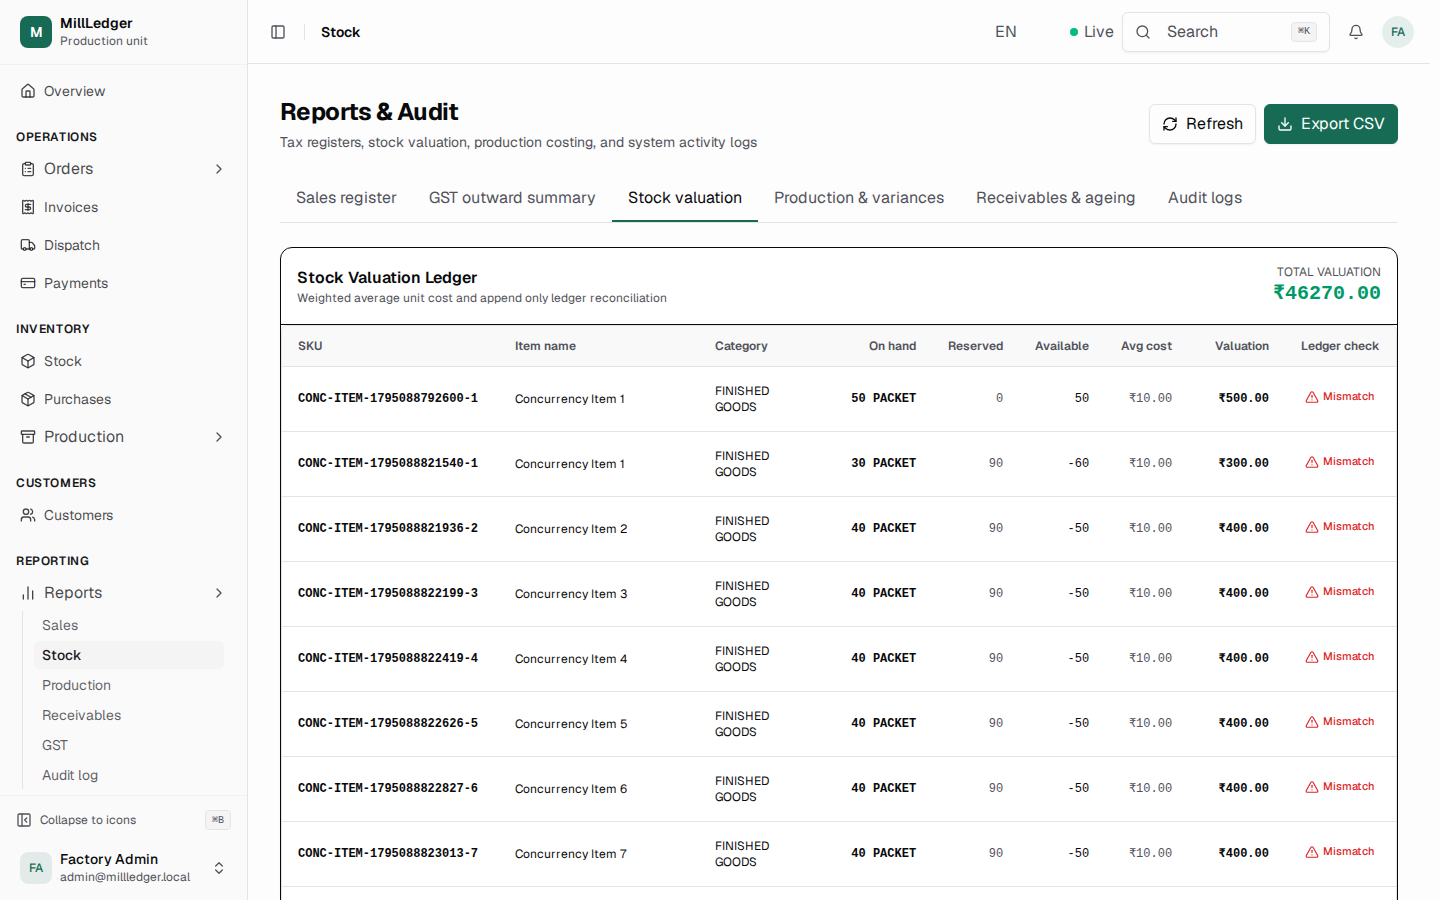 M
MillLedger
Production unit
Overview
OPERATIONS
Orders
Invoices
Dispatch
Payments
INVENTORY
Stock
Purchases
Production
CUSTOMERS
Customers
REPORTING
Reports
Sales
Stock
Production
Receivables
GST
Audit log
Collapse to icons ⌘B
FA
Factory Admin
admin@millledger.local
Stock
EN
Live
Search ⌘K
FA
Reports & Audit
Tax registers, stock valuation, production costing, and system activity logs
Refresh
Export CSV
Sales register GST outward summary Stock valuation Production & variances Receivables & ageing Audit logs
Stock Valuation Ledger
Weighted average unit cost and append only ledger reconciliation
TOTAL VALUATION
₹46270.00
SKU Item name Category On hand Reserved Available Avg cost Valuation Ledger check
CONC-ITEM-1795088792600-1 Concurrency Item 1 FINISHED GOODS 50 PACKET 0 50 ₹10.00 ₹500.00 Mismatch
CONC-ITEM-1795088821540-1 Concurrency Item 1 FINISHED GOODS 30 PACKET 90 -60 ₹10.00 ₹300.00 Mismatch
CONC-ITEM-1795088821936-2 Concurrency Item 2 FINISHED GOODS 40 PACKET 90 -50 ₹10.00 ₹400.00 Mismatch
CONC-ITEM-1795088822199-3 Concurrency Item 3 FINISHED GOODS 40 PACKET 90 -50 ₹10.00 ₹400.00 Mismatch
CONC-ITEM-1795088822419-4 Concurrency Item 4 FINISHED GOODS 40 PACKET 90 -50 ₹10.00 ₹400.00 Mismatch
CONC-ITEM-1795088822626-5 Concurrency Item 5 FINISHED GOODS 40 PACKET 90 -50 ₹10.00 ₹400.00 Mismatch
CONC-ITEM-1795088822827-6 Concurrency Item 6 FINISHED GOODS 40 PACKET 90 -50 ₹10.00 ₹400.00 Mismatch
CONC-ITEM-1795088823013-7 Concurrency Item 7 FINISHED GOODS 40 PACKET 90 -50 ₹10.00 ₹400.00 Mismatch